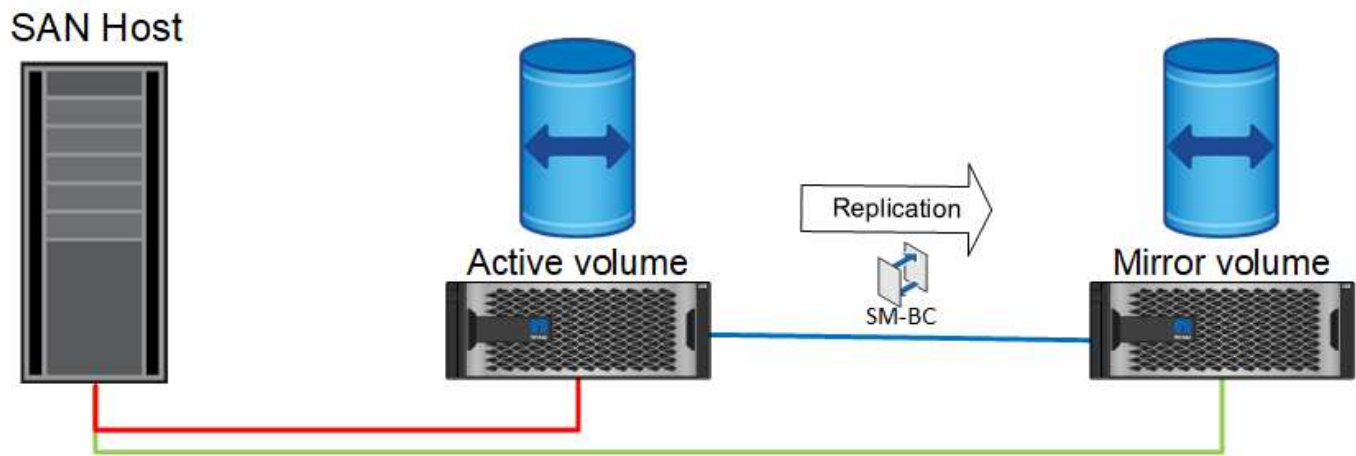 SAN Host
Replication
Active volume
Mirror volume
SM-BC